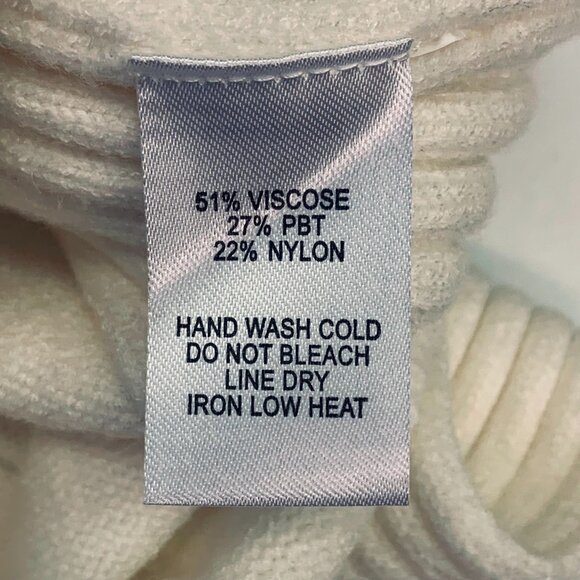 51% VISCOSE
27% PBT
22% NYLON
HAND WASH COLD
DO NOT BLEACH
LINE DRY
IRON LOW HEAT